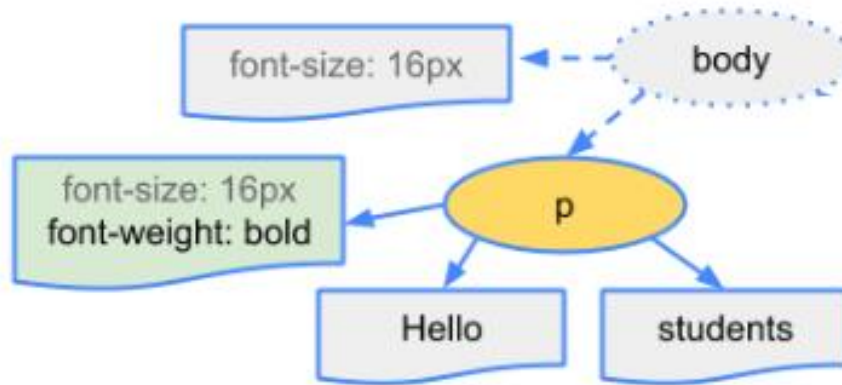 font-size: 16px
body
font-size: 16px
font-weight: bold
p
Hello
students